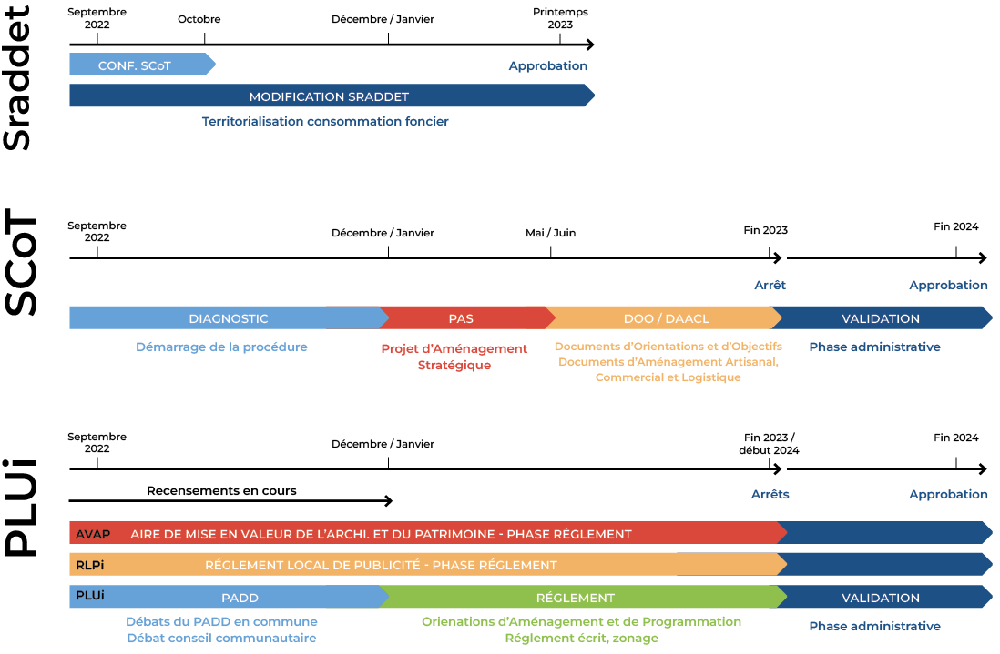 Sraddet
Septembre
2022
Octobre
Décembre / Janvier
Printemps
2023
CONF. SCoT
Approbation
MODIFICATION SRADDET
Territorialisation consommation foncier
SCoT
Septembre
2022
Décembre / Janvier
Mai / Juin
Fin 2023
Fin 2024
Arrêt
Approbation
DIAGNOSTIC
PAS
DOO / DAACL
VALIDATION
Démarrage de la procédure
Projet d'Aménagement
Stratégique
Documents d'Orientations et d'Objectifs
Documents d'Aménagement Artisanal,
Commercial et Logistique
Phase administrative
PLUi
Septembre
2022
Décembre / Janvier
Fin 2023 /
début 2024
Fin 2024
Recensements en cours
Arrêts
Approbation
AVAP AIRE DE MISE EN VALEUR DE L'ARCHI. ET DU PATRIMOINE - PHASE RÉGLEMENT
RLPi RÉGLEMENT LOCAL DE PUBLICITÉ - PHASE RÉGLEMENT
PLUi PADD RÉGLEMENT VALIDATION
Débats du PADD en commune
Débat conseil communautaire
Orienations d'Aménagement et de Programmation
Réglement écrit, zonage
Phase administrative